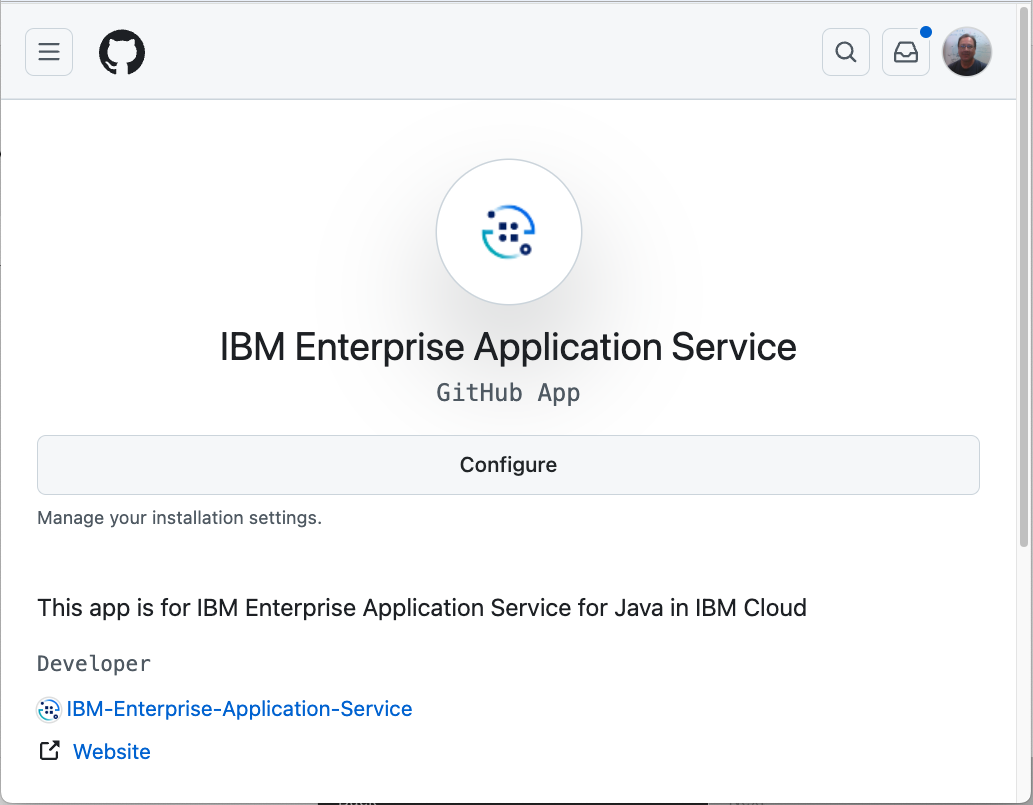 IBM Enterprise Application Service
GitHub App
Configure
Manage your installation settings.
This app is for IBM Enterprise Application Service for Java in IBM Cloud
Developer
IBM-Enterprise-Application-Service
Website